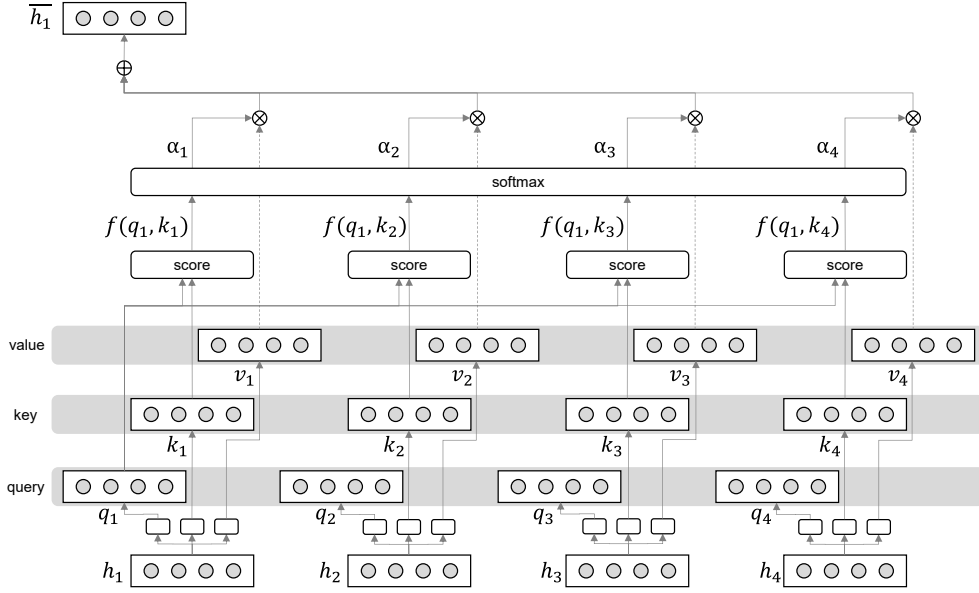 h̅₁
α₁ α₂ α₃ α₄
softmax
f(q₁, k₁) f(q₁, k₂) f(q₁, k₃) f(q₁, k₄)
score score score score
value
v₁ v₂ v₃ v₄
key
k₁ k₂ k₃ k₄
query
q₁ q₂ q₃ q₄
h₁ h₂ h₃ h₄